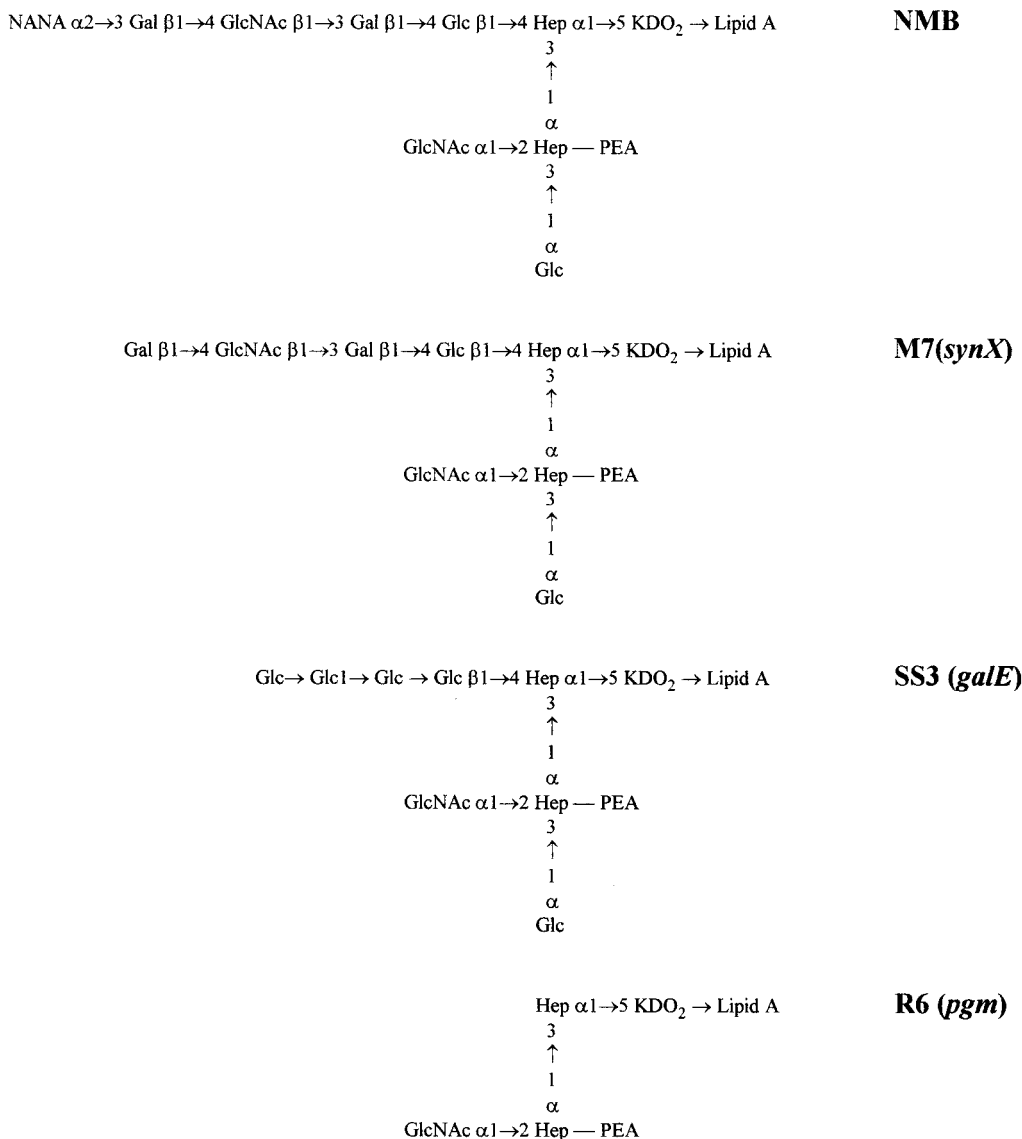 NANA α2→3 Gal β1→4 GlcNAc β1→3 Gal β1→4 Glc β1→4 Hep α1→5 KDO₂ → Lipid A NMB
3
↑
1
α
GlcNAc α1→2 Hep — PEA
3
↑
1
α
Glc
Gal β1→4 GlcNAc β1→3 Gal β1→4 Glc β1→4 Hep α1→5 KDO₂ → Lipid A M7(synX)
3
↑
1
α
GlcNAc α1→2 Hep — PEA
3
↑
1
α
Glc
Glc→ Glc1→ Glc → Glc β1→4 Hep α1→5 KDO₂ → Lipid A SS3 (galE)
3
↑
1
α
GlcNAc α1→2 Hep — PEA
3
↑
1
α
Glc
Hep α1→5 KDO₂ → Lipid A R6 (pgm)
3
↑
1
α
GlcNAc α1→2 Hep — PEA